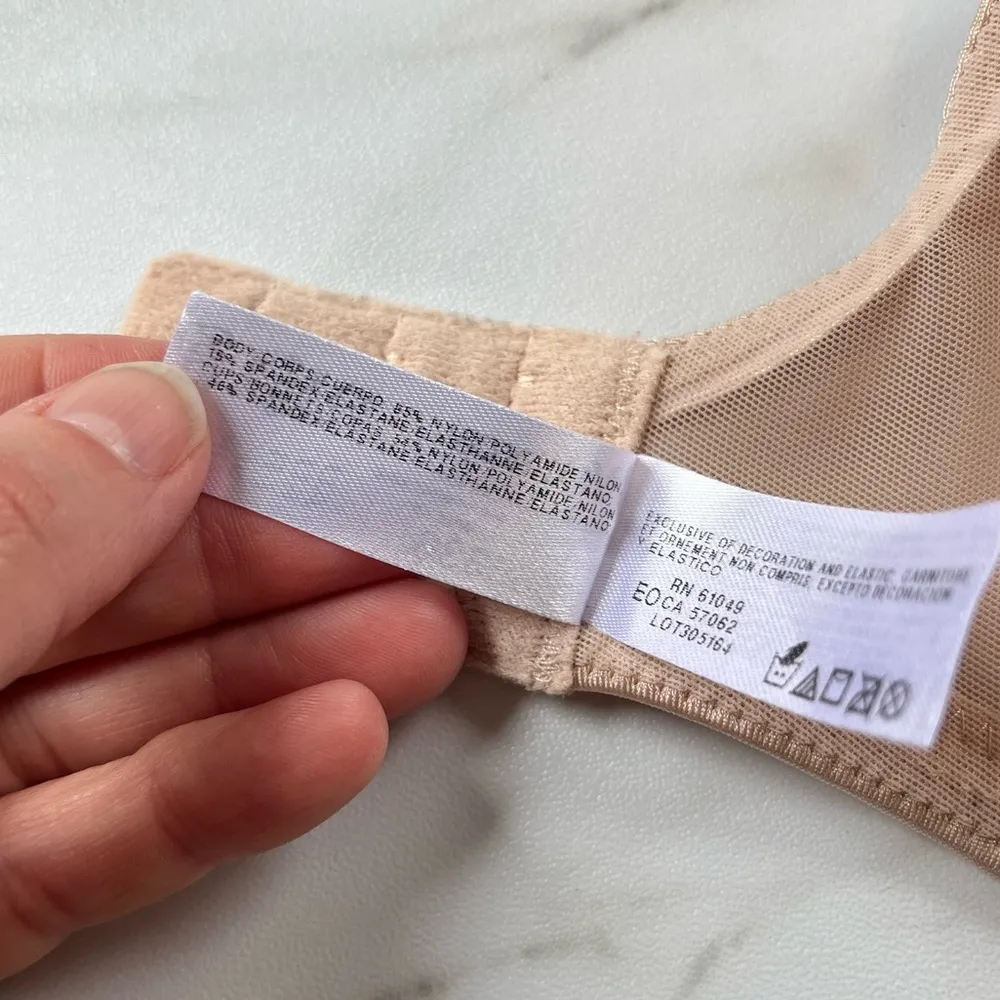 BODY CORPS CUERPO 85% NYLON POLYAMIDE NILON
15% SPANDEX ELASTANE ELASTHANNE ELASTANO
CUPS BONNETS COPAS 54% NYLON POLYAMIDE NILON
46% SPANDEX ELASTANE ELASTHANNE ELASTANO
EXCLUSIVE OF DECORATION AND ELASTIC. GARNITURE
ET ORNEMENT NON COMPRIS. EXCEPTO DECORACION
Y ELASTICO
RN 61049
EO CA 57062
LOT305164